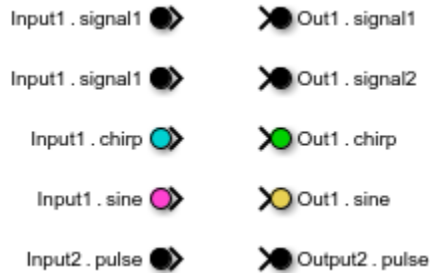 Input1 . signal1
Out1 . signal1
Input1 . signal1
Out1 . signal2
Input1 . chirp
Out1 . chirp
Input1 . sine
Out1 . sine
Input2 . pulse
Output2 . pulse